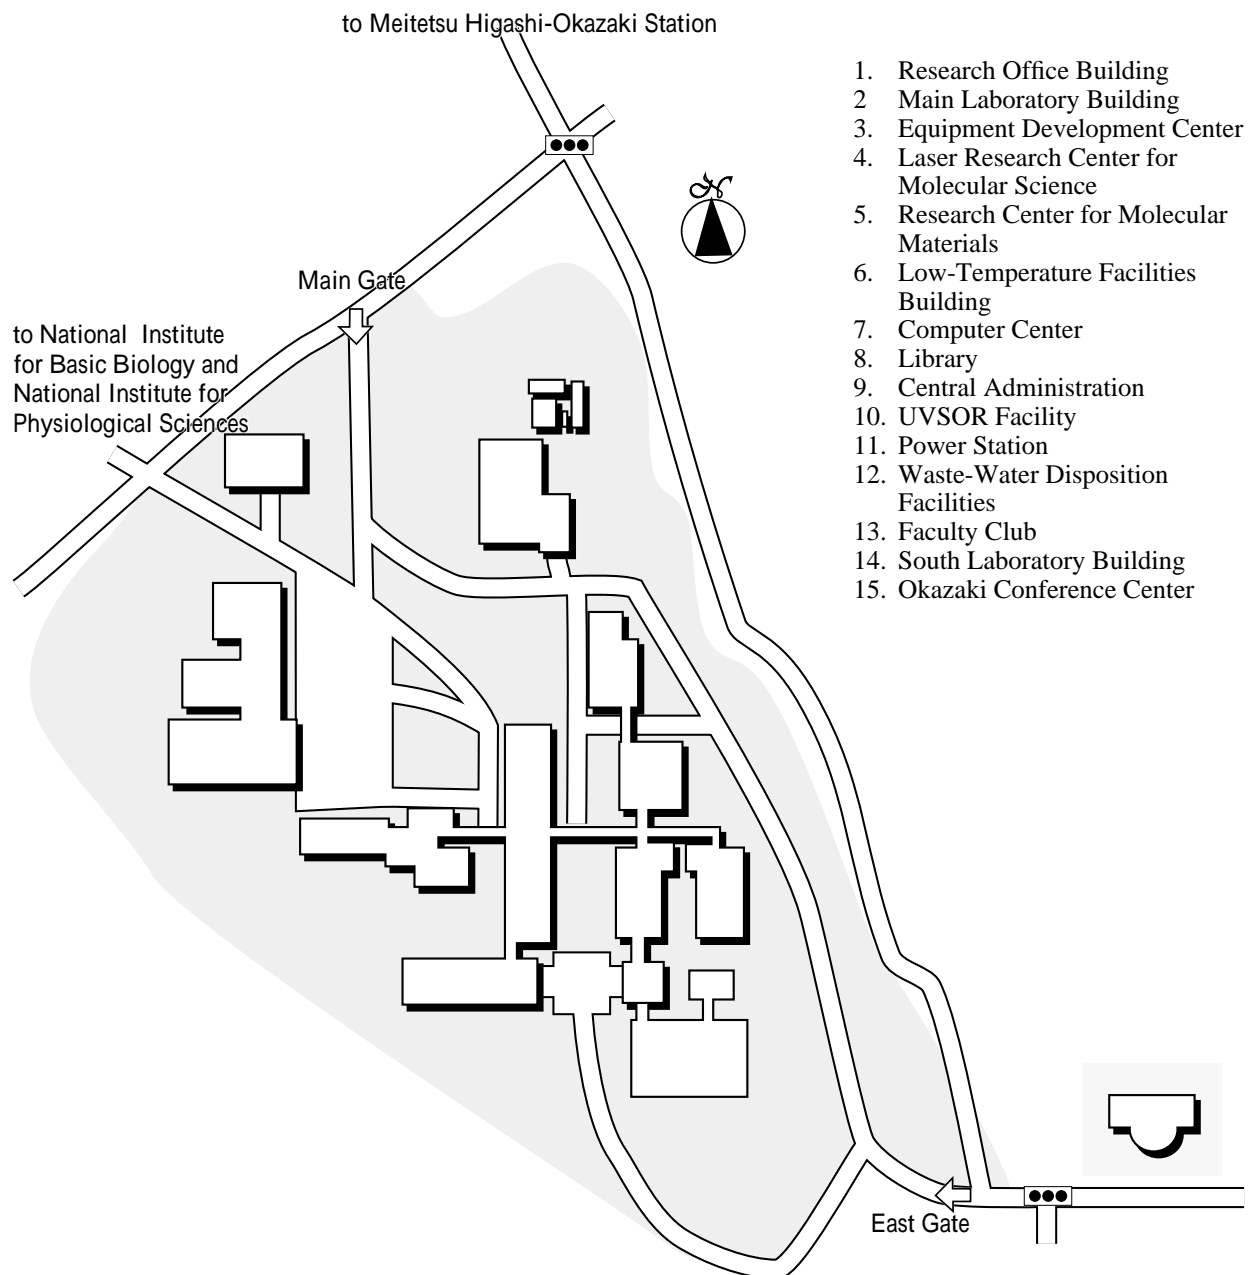 to Meitetsu Higashi-Okazaki Station
1. Research Office Building
2 Main Laboratory Building
3. Equipment Development Center
4. Laser Research Center for
Molecular Science
5. Research Center for Molecular
Materials
6. Low-Temperature Facilities
Building
7. Computer Center
8. Library
9. Central Administration
10. UVSOR Facility
11. Power Station
12. Waste-Water Disposition
Facilities
13. Faculty Club
14. South Laboratory Building
15. Okazaki Conference Center
N
Main Gate
to National Institute
for Basic Biology and
National Institute for
Physiological Sciences
East Gate